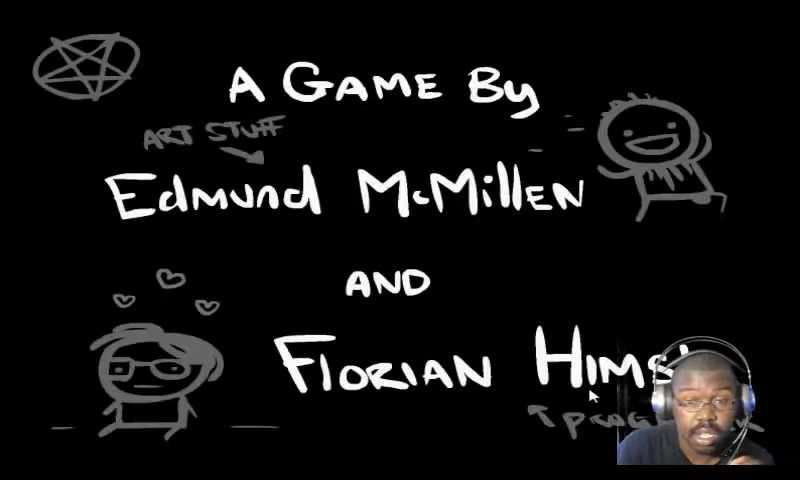 A GAME By
ART STUFF
Edmund McMillen
AND
Florian